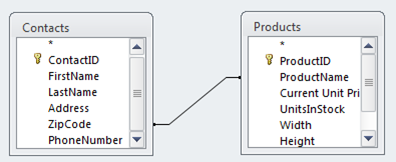 Contacts
*
ContactID
FirstName
LastName
Address
ZipCode
PhoneNumber
Products
*
ProductID
ProductName
Current Unit Pri
UnitsInStock
Width
Height